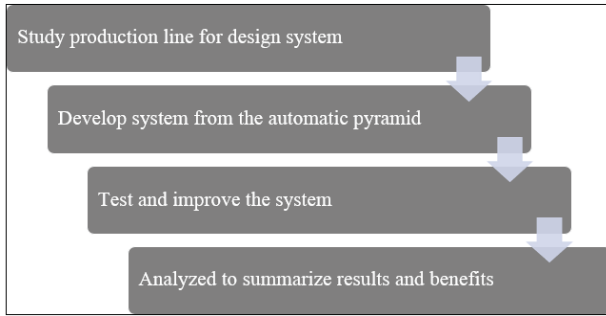 Study production line for design system
Develop system from the automatic pyramid
Test and improve the system
Analyzed to summarize results and benefits